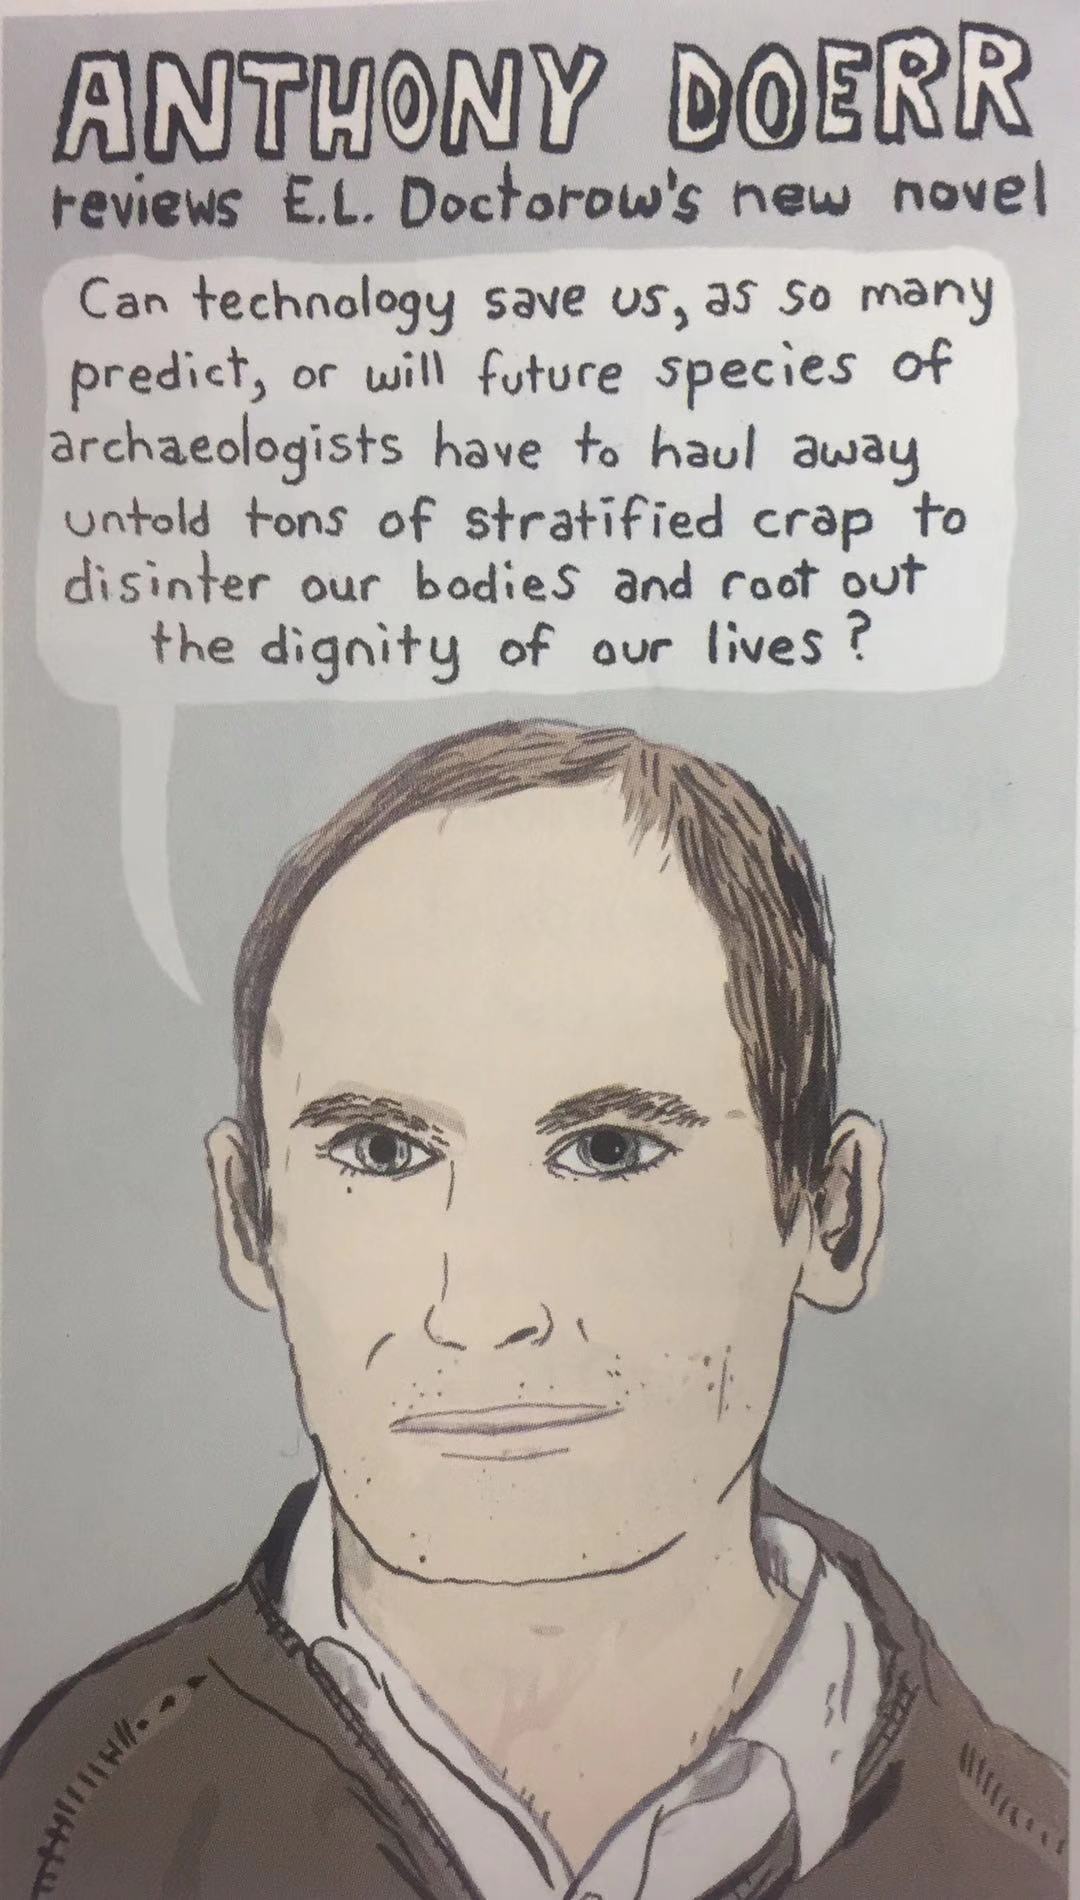 ANTHONY DOERR
reviews E.L. Doctorow's new novel
Can technology save us, as so many
predict, or will future species of
archaeologists have to haul away
untold tons of stratified crap to
disinter our bodies and root out
the dignity of our lives?